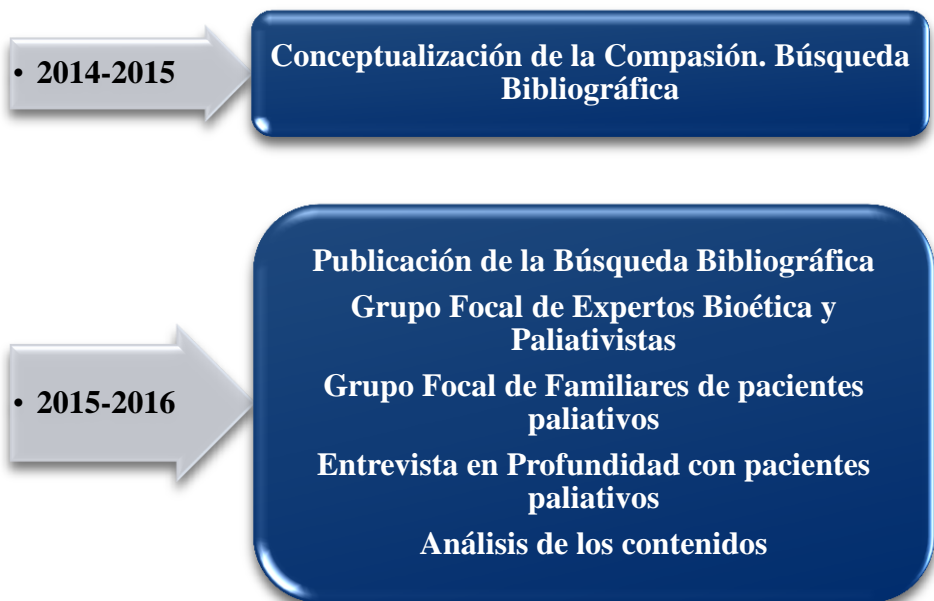 • 2014-2015
Conceptualización de la Compasión. Búsqueda
Bibliográfica
• 2015-2016
Publicación de la Búsqueda Bibliográfica
Grupo Focal de Expertos Bioética y
Paliativistas
Grupo Focal de Familiares de pacientes
paliativos
Entrevista en Profundidad con pacientes
paliativos
Análisis de los contenidos